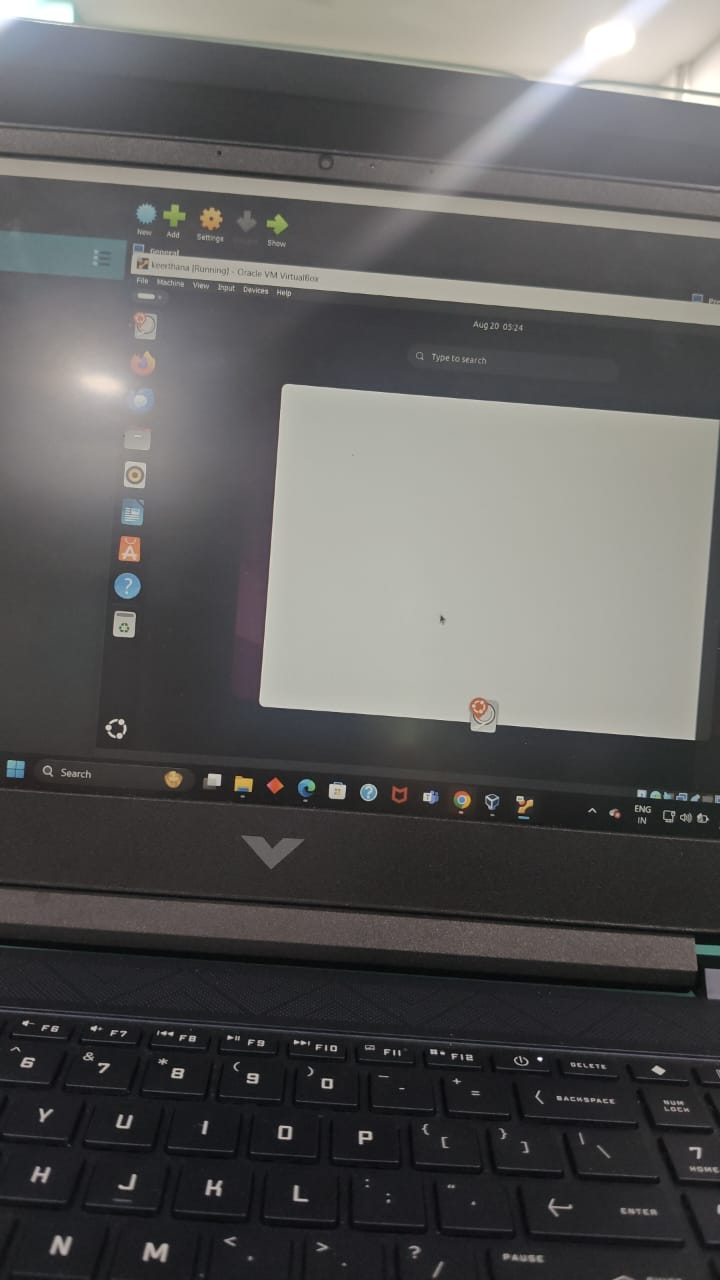 New Add Settings Show
General
keerthana [Running] - Oracle VM VirtualBox
File Machine View Input Devices Help
Aug 20 05:24
Type to search
A
?
Search
?
ENG
IN
F6 F7 F8 F9 F10 F11 F12 DELETE
^ 6 & 7 * 8 ( 9 ) 0 _ - + = BACKSPACE NUM LOCK
Y U I O P { [ } ] | \ 7 HOME
H J K L : ; ENTER
N M < > . ? / PAUSE